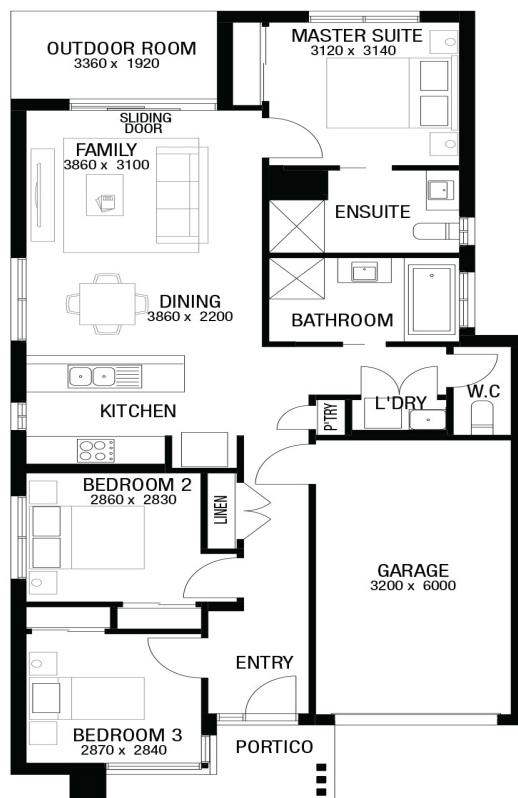 OUTDOOR ROOM
3360 x 1920
MASTER SUITE
3120 x 3140
SLIDING
DOOR
FAMILY
3860 x 3100
ENSUITE
DINING
3860 x 2200
BATHROOM
KITCHEN
P'TRY
L'DRY
W.C
BEDROOM 2
2860 x 2830
LINEN
GARAGE
3200 x 6000
ENTRY
BEDROOM 3
2870 x 2840
PORTICO